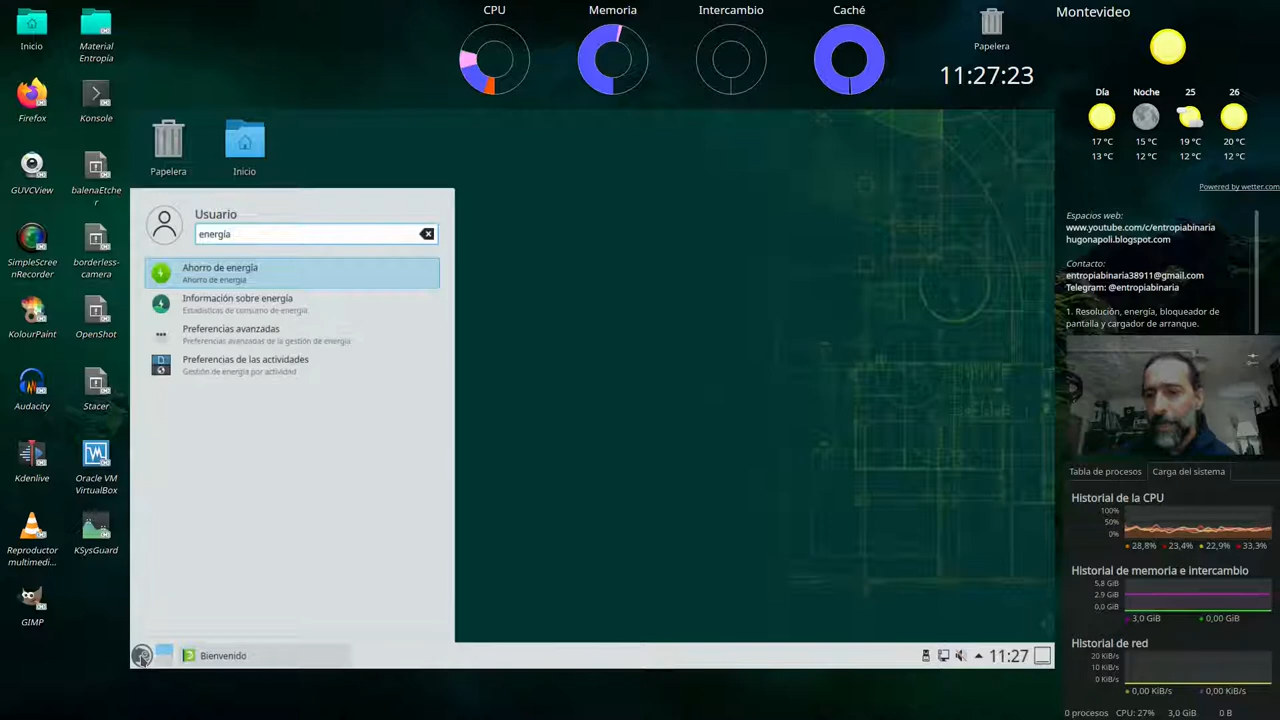 CPU
Memoria
Intercambio
Caché
Papelera
11:27:23
Montevideo
Día
Noche
25
26
17 °C
15 °C
19 °C
20 °C
13 °C
12 °C
12 °C
12 °C
Powered by wetter.com
Espacios web:
www.youtube.com/c/entropiabinaria
hugonapoli.blogspot.com
Contacto:
entropiabinaria38911@gmail.com
Telegram: @entropiabinaria
1. Resolución, energía, bloqueador de
pantalla y cargador de arranque.
Inicio
Material
Entropía
Firefox
Konsole
GUVCView
balenaEtche
r
SimpleScree
nRecorder
borderless-
camera
KolourPaint
OpenShot
Audacity
Stacer
Kdenlive
Oracle VM
VirtualBox
Reproductor
multimedi...
KSysGuard
GIMP
Papelera
Inicio
Usuario
energía
Ahorro de energía
Ahorro de energía
Información sobre energía
Estadísticas de consumo de energía.
Preferencias avanzadas
Preferencias avanzadas de la gestión de energía
Preferencias de las actividades
Gestión de energía por actividad
Bienvenido
11:27
Tabla de procesos
Carga del sistema
Historial de la CPU
100%
50%
0%
28,8%
23,4%
22,9%
33,3%
Historial de memoria e intercambio
5.8 GiB
2.9 GiB
0,0 GiB
3,0 GiB
0,00 GiB
Historial de red
20 KiB/s
10 KiB/s
0 KiB/s
0,00 KiB/s
0,00 KiB/s
0 procesos
CPU: 27%
3,0 GiB
0 B